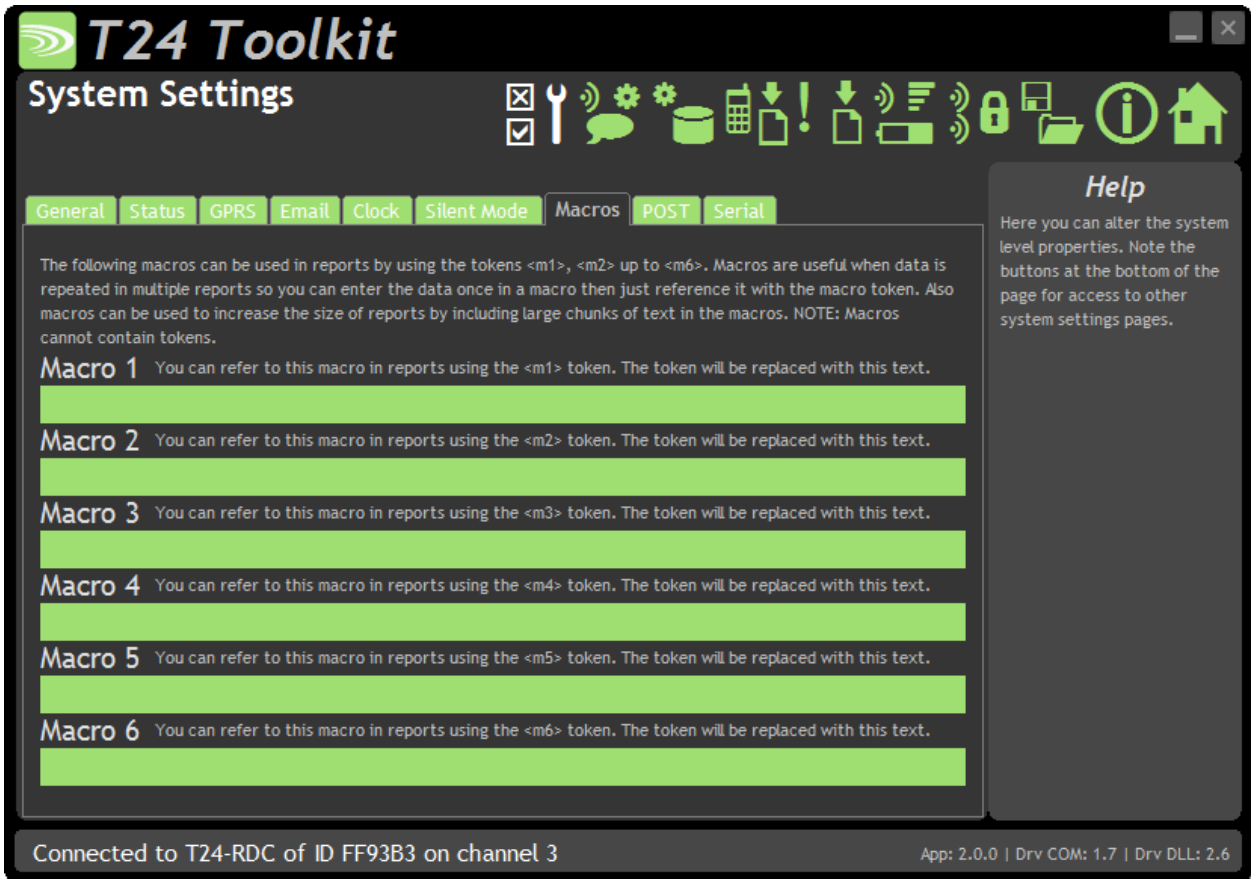 T24 Toolkit
System Settings
General Status GPRS Email Clock Silent Mode Macros POST Serial
The following macros can be used in reports by using the tokens <m1>, <m2> up to <m6>. Macros are useful when data is
repeated in multiple reports so you can enter the data once in a macro then just reference it with the macro token. Also
macros can be used to increase the size of reports by including large chunks of text in the macros. NOTE: Macros
cannot contain tokens.
Macro 1 You can refer to this macro in reports using the <m1> token. The token will be replaced with this text.
Macro 2 You can refer to this macro in reports using the <m2> token. The token will be replaced with this text.
Macro 3 You can refer to this macro in reports using the <m3> token. The token will be replaced with this text.
Macro 4 You can refer to this macro in reports using the <m4> token. The token will be replaced with this text.
Macro 5 You can refer to this macro in reports using the <m5> token. The token will be replaced with this text.
Macro 6 You can refer to this macro in reports using the <m6> token. The token will be replaced with this text.
Help
Here you can alter the system
level properties. Note the
buttons at the bottom of the
page for access to other
system settings pages.
Connected to T24-RDC of ID FF93B3 on channel 3
App: 2.0.0 | Drv COM: 1.7 | Drv DLL: 2.6